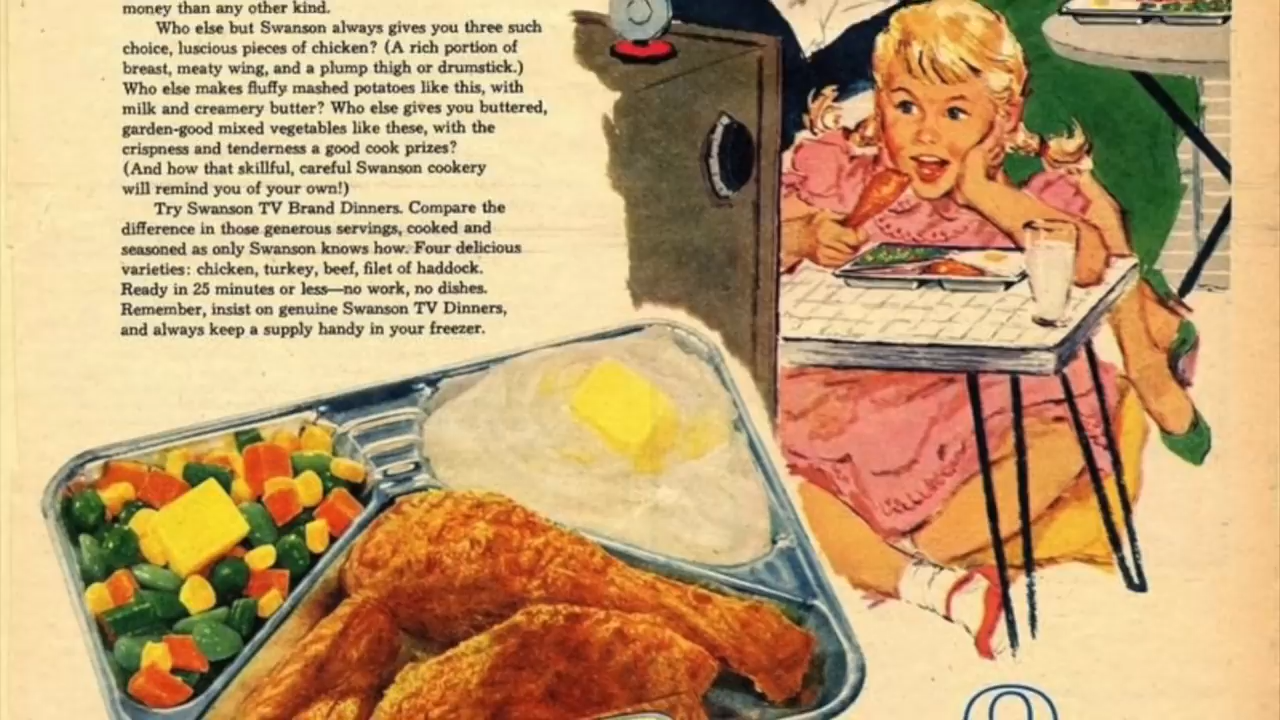 money than any other kind.
Who else but Swanson always gives you three such
choice, luscious pieces of chicken? (A rich portion of
breast, meaty wing, and a plump thigh or drumstick.)
Who else makes fluffy mashed potatoes like this, with
milk and creamery butter? Who else gives you buttered,
garden-good mixed vegetables like these, with the
crispness and tenderness a good cook prizes?
(And how that skillful, careful Swanson cookery
will remind you of your own!)
Try Swanson TV Brand Dinners. Compare the
difference in those generous servings, cooked and
seasoned as only Swanson knows how. Four delicious
varieties: chicken, turkey, beef, filet of haddock.
Ready in 25 minutes or less—no work, no dishes.
Remember, insist on genuine Swanson TV Dinners,
and always keep a supply handy in your freezer.